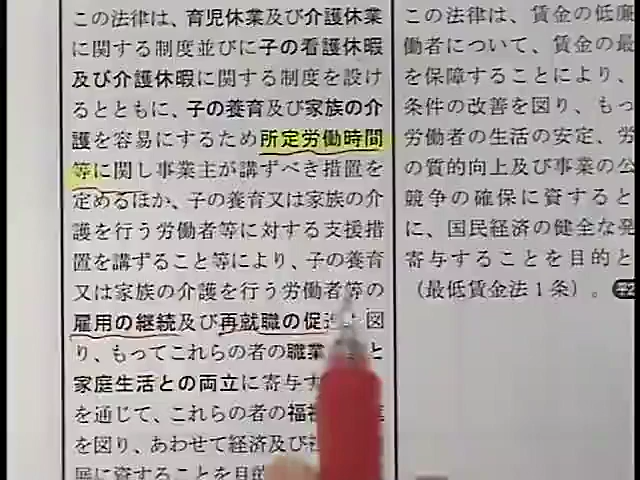 この法律は、育児休業及び介護休業
に関する制度並びに子の看護休暇
及び介護休暇に関する制度を設け
るとともに、子の養育及び家族の介
護を容易にするため所定労働時間
等に関し事業主が講ずべき措置を
定めるほか、子の養育又は家族の介
護を行う労働者等に対する支援措
置を講ずること等により、子の養育
又は家族の介護を行う労働者等の
雇用の継続及び再就職の促 図
り、もってこれらの者の職業 と
家庭生活との両立に寄与す
を通じて、これらの者の福
を図り、あわせて経済及び
展に資することを目的
この法律は、賃金の低廉
働者について、賃金の最
を保障することにより、
条件の改善を図り、もっ
労働者の生活の安定、労
の質的向上及び事業の公
競争の確保に資すると
に、国民経済の健全な発
寄与することを目的と
（最低賃金法1条）。